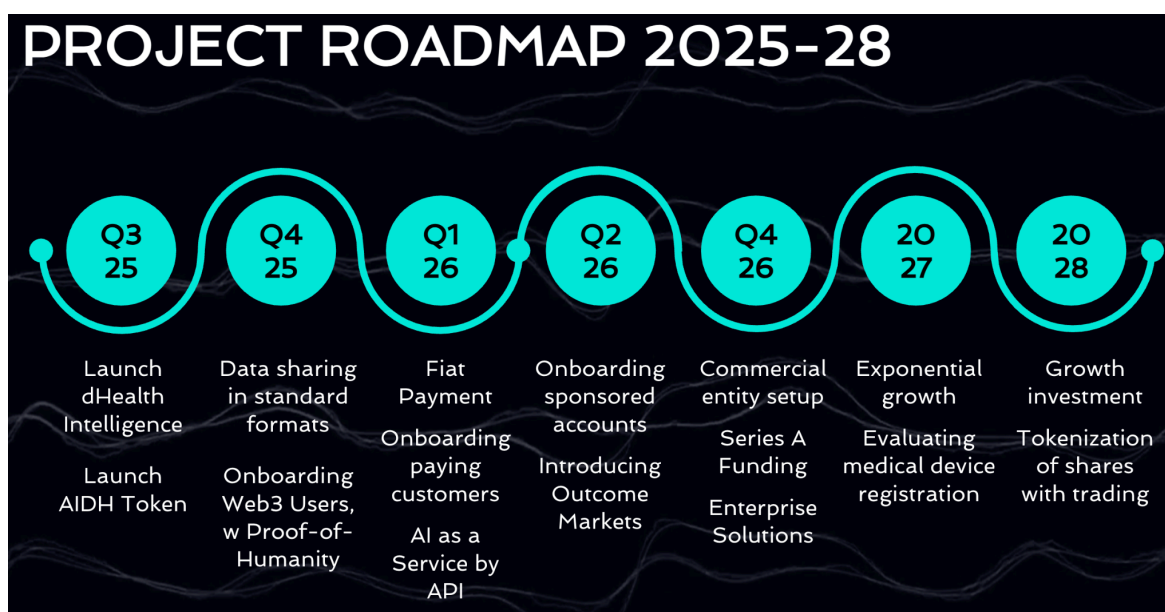 PROJECT ROADMAP 2025-28
Q3
25
Q4
25
Q1
26
Q2
26
Q4
26
20
27
20
28
Launch
dHealth
Intelligence
Launch
AIDH Token
Data sharing
in standard
formats
Onboarding
Web3 Users,
w Proof-of-
Humanity
Fiat
Payment
Onboarding
paying
customers
AI as a
Service by
API
Onboarding
sponsored
accounts
Introducing
Outcome
Markets
Commercial
entity setup
Series A
Funding
Enterprise
Solutions
Exponential
growth
Evaluating
medical device
registration
Growth
investment
Tokenization
of shares
with trading